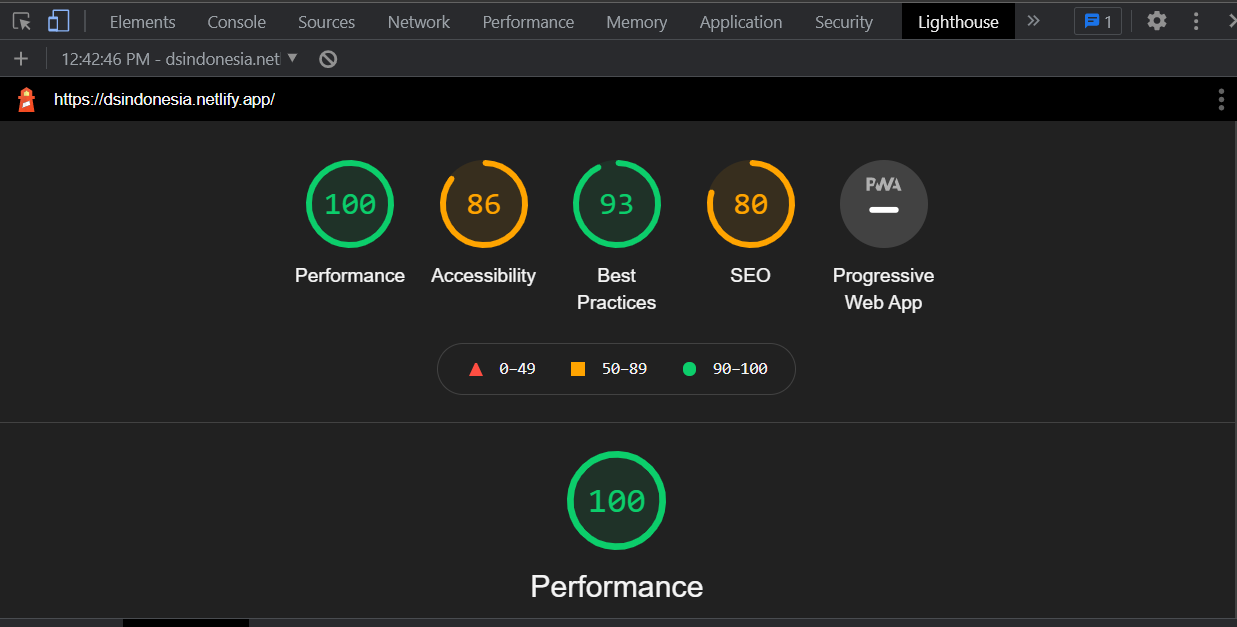 Elements Console Sources Network Performance Memory Application Security Lighthouse » 1
+ 12:42:46 PM - dsindonesia.net
https://dsindonesia.netlify.app/
100 86 93 80 PWA
Performance Accessibility Best Practices SEO Progressive Web App
0–49 50–89 90–100
100
Performance